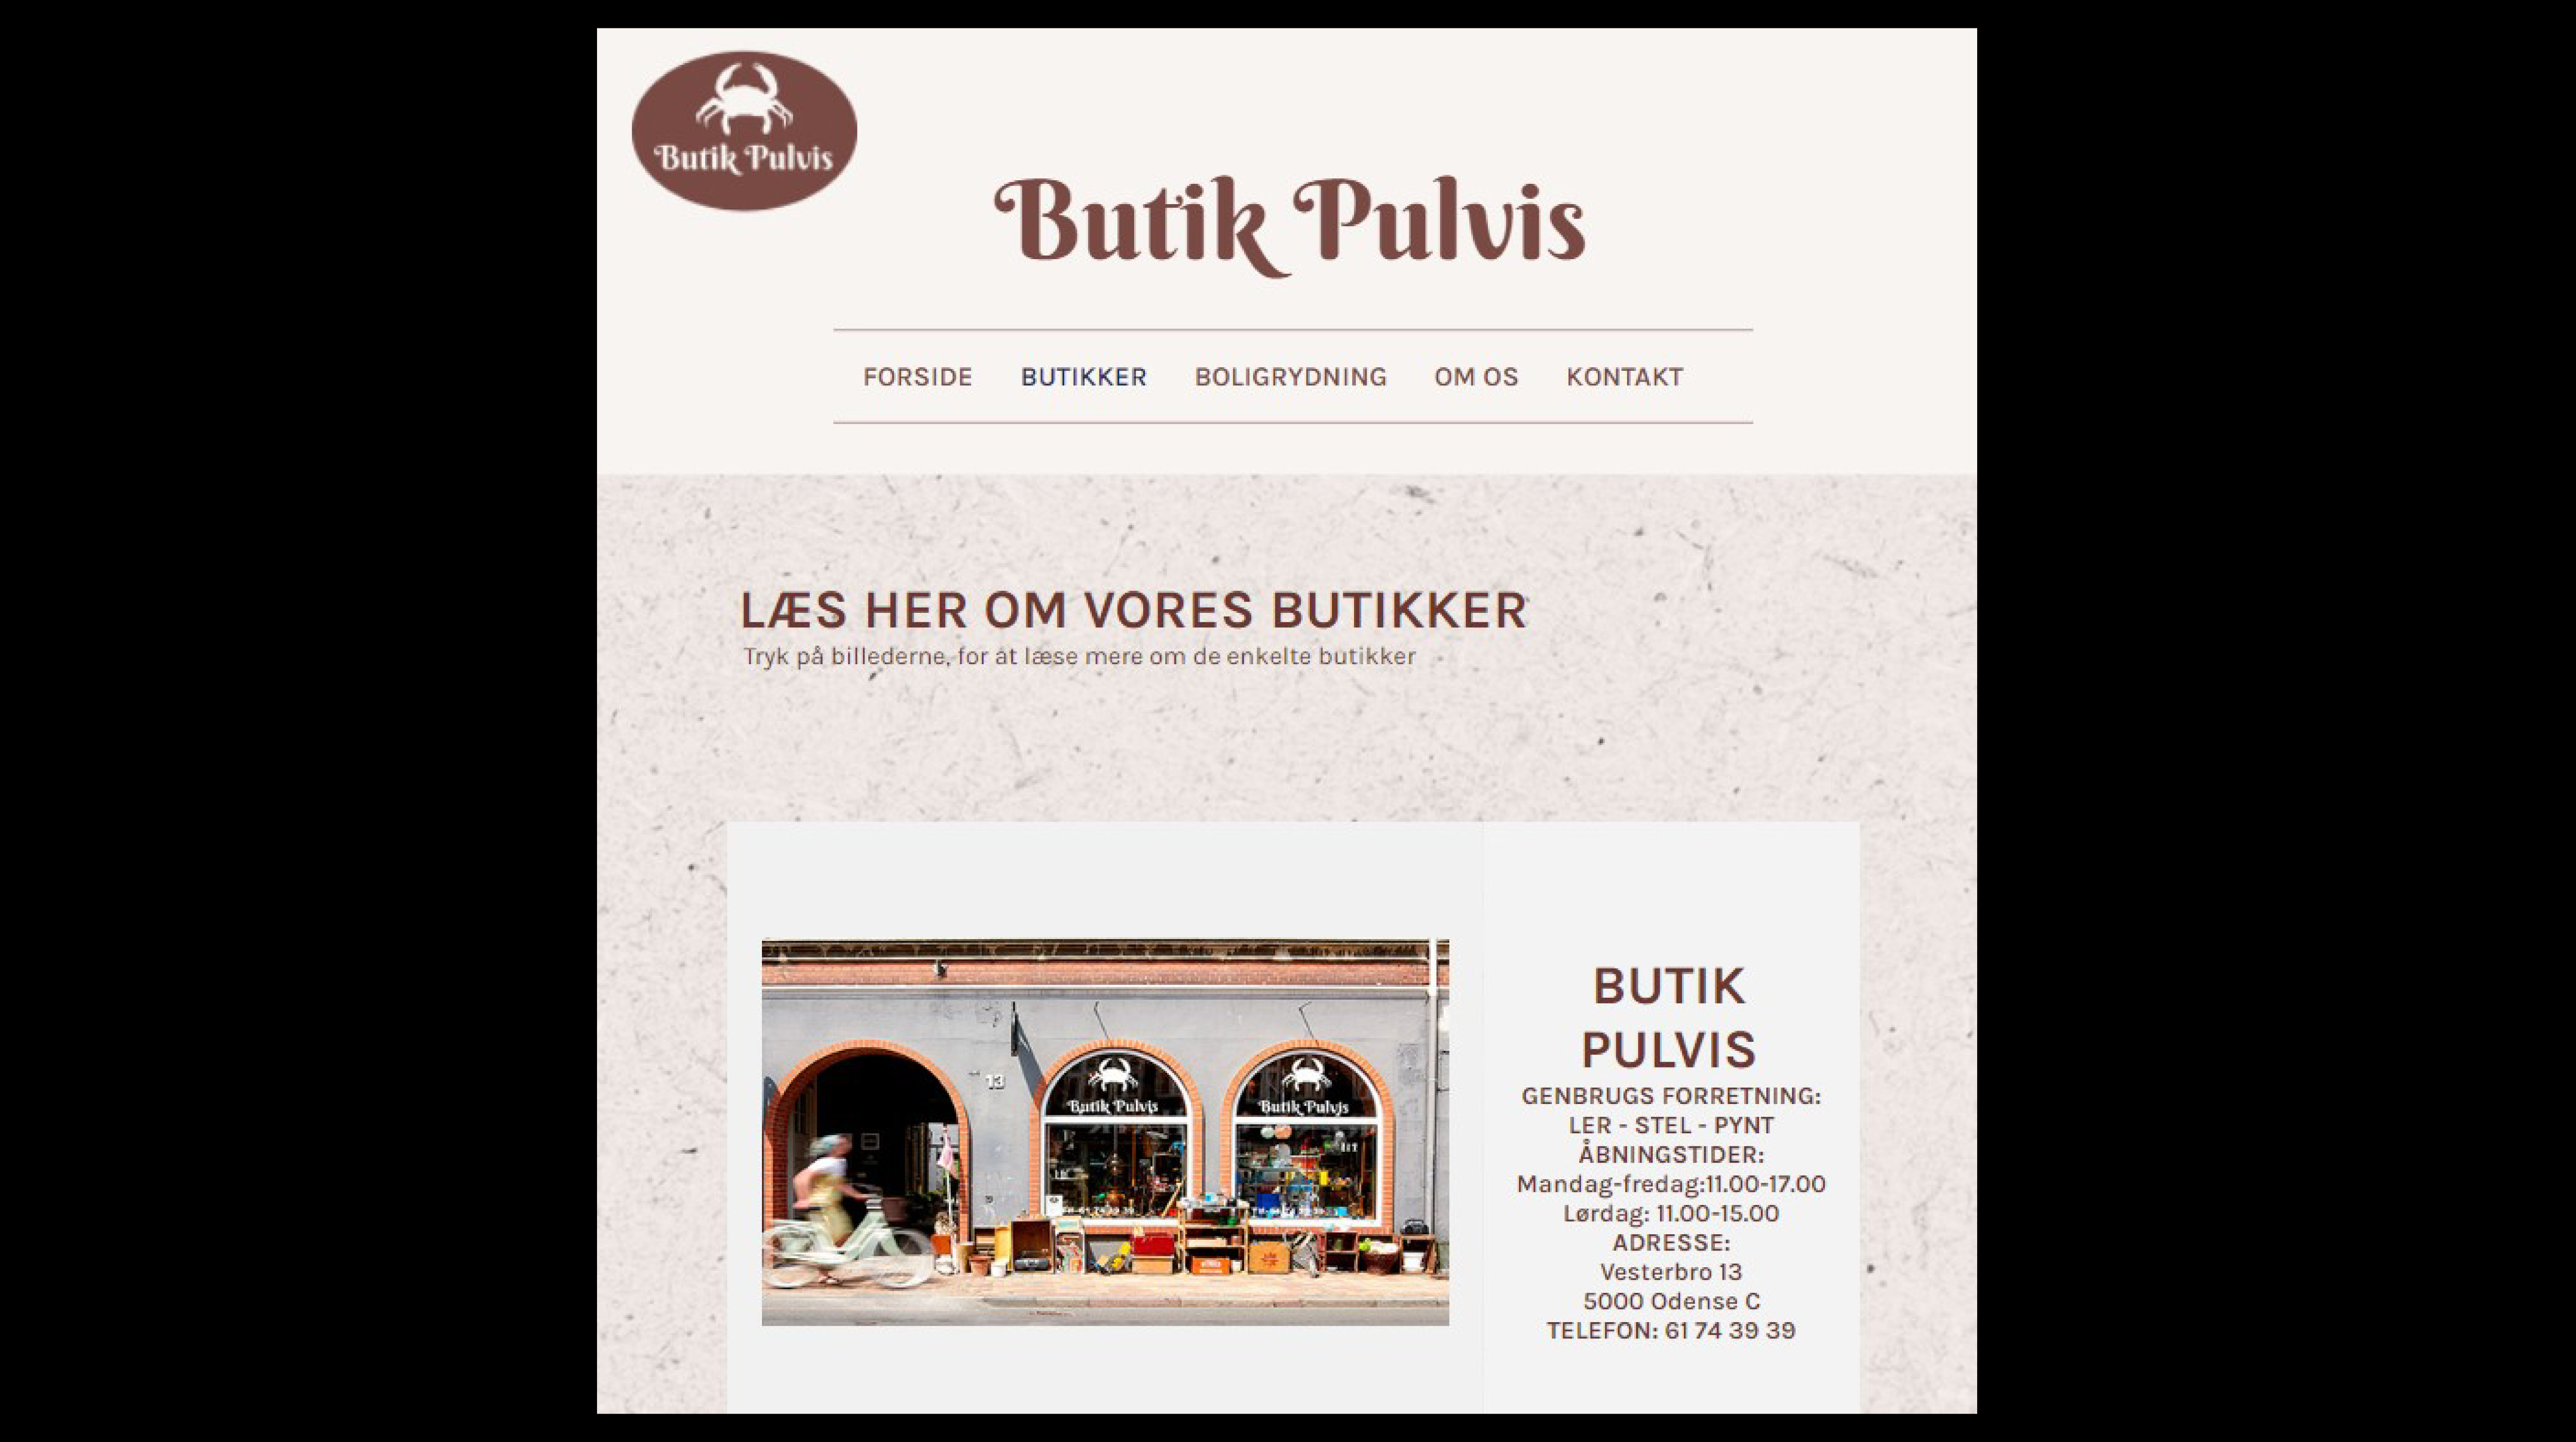 Butik Pulvis
Butik Pulvis
FORSIDE BUTIKKER BOLIGRYDNING OM OS KONTAKT
LÆS HER OM VORES BUTIKKER
Tryk på billederne, for at læse mere om de enkelte butikker
13
Butik Pulvis
Butik Pulvis
BUTIK
PULVIS
GENBRUGS FORRETNING:
LER - STEL - PYNT
ÅBNINGSTIDER:
Mandag-fredag:11.00-17.00
Lørdag: 11.00-15.00
ADRESSE:
Vesterbro 13
5000 Odense C
TELEFON: 61 74 39 39